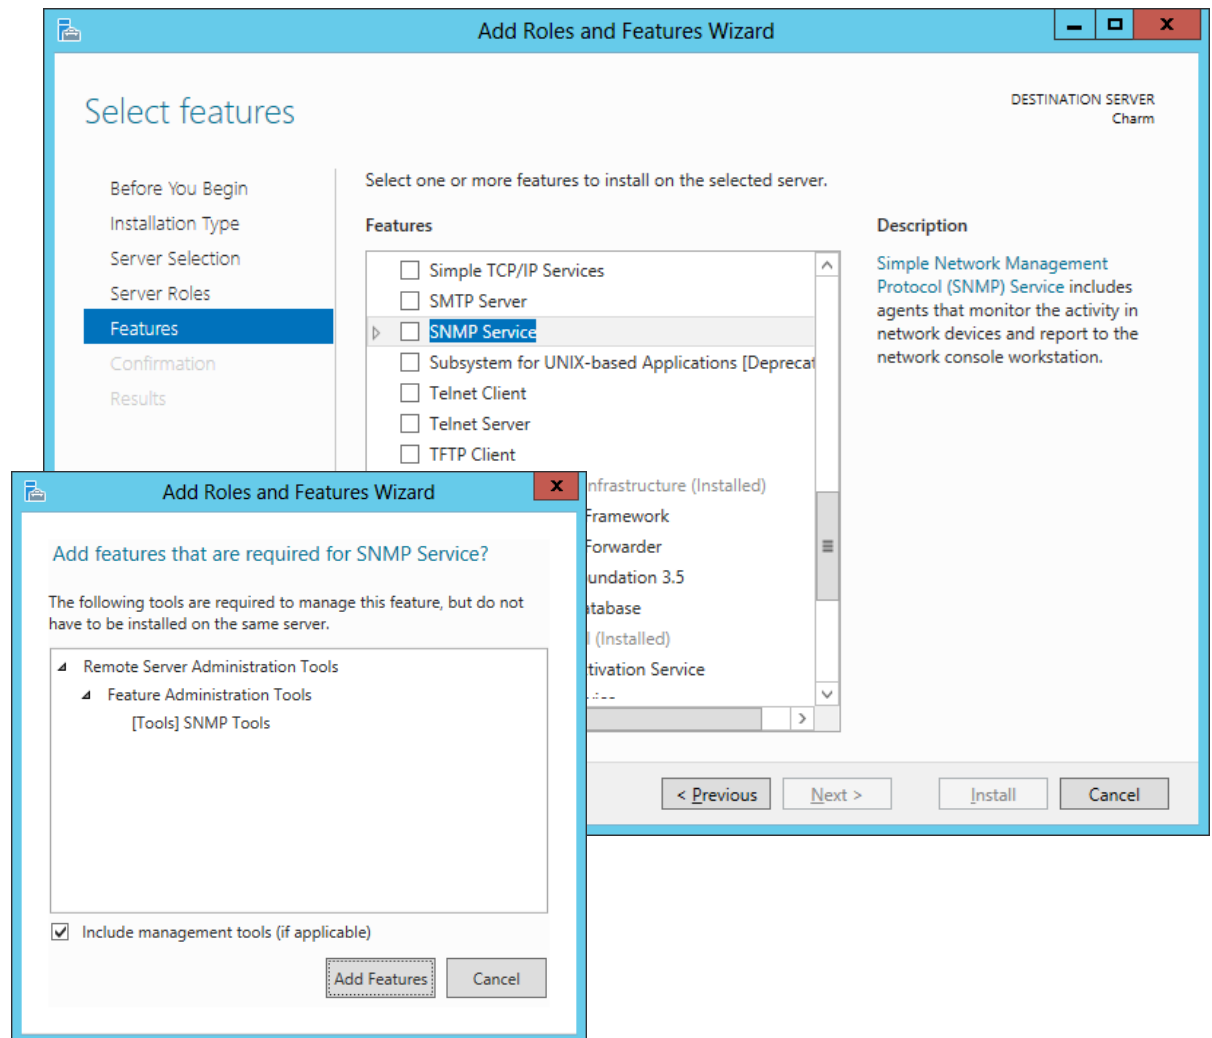 Add Roles and Features Wizard
Select features
DESTINATION SERVER
Charm
Before You Begin
Installation Type
Server Selection
Server Roles
Features
Confirmation
Results
Select one or more features to install on the selected server.
Features
Simple TCP/IP Services
SMTP Server
SNMP Service
Subsystem for UNIX-based Applications [Deprecat
Telnet Client
Telnet Server
TFTP Client
nfrastructure (Installed)
Framework
Forwarder
undation 3.5
atabase
l (Installed)
tivation Service
Description
Simple Network Management
Protocol (SNMP) Service includes
agents that monitor the activity in
network devices and report to the
network console workstation.
< Previous
Next >
Install
Cancel
Add Roles and Features Wizard
Add features that are required for SNMP Service?
The following tools are required to manage this feature, but do not
have to be installed on the same server.
Remote Server Administration Tools
Feature Administration Tools
[Tools] SNMP Tools
Include management tools (if applicable)
Add Features
Cancel